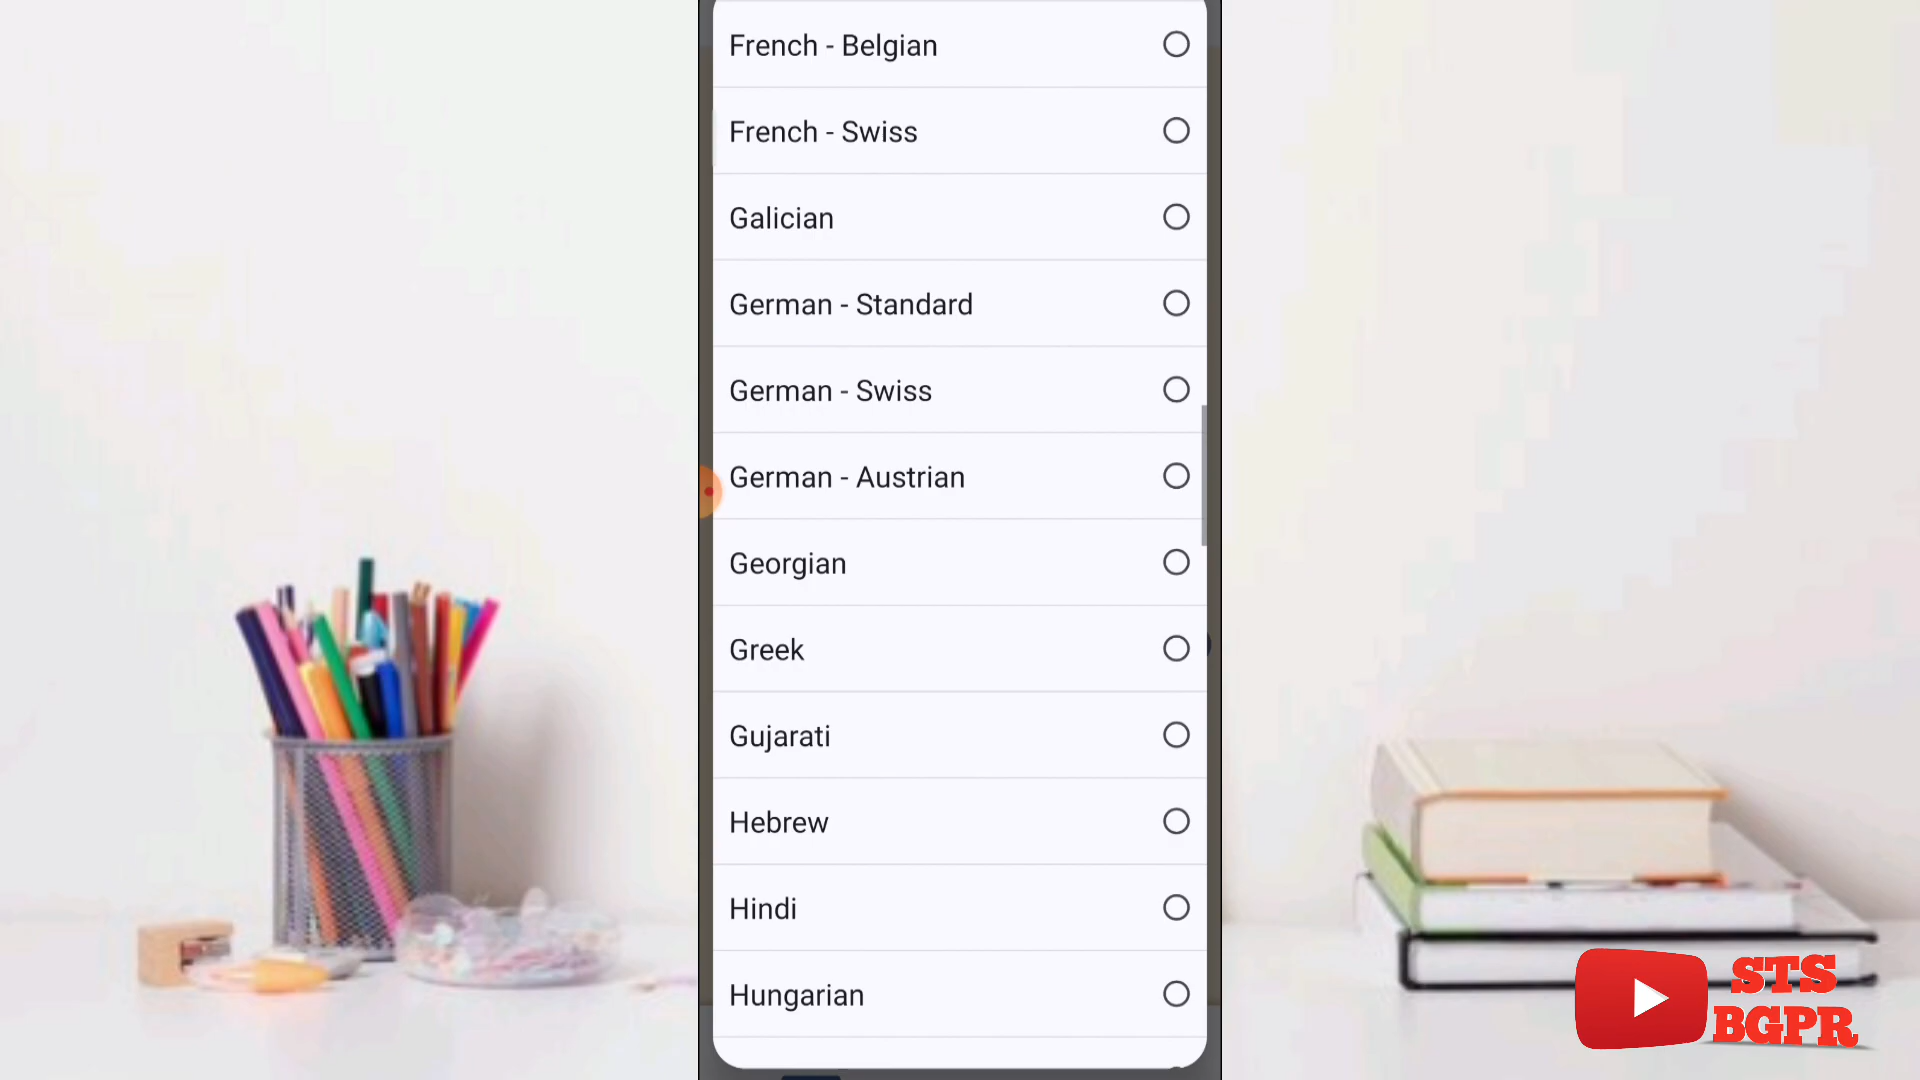 French - Belgian
French - Swiss
Galician
German - Standard
German - Swiss
German - Austrian
Georgian
Greek
Gujarati
Hebrew
Hindi
Hungarian
STS
BGPR